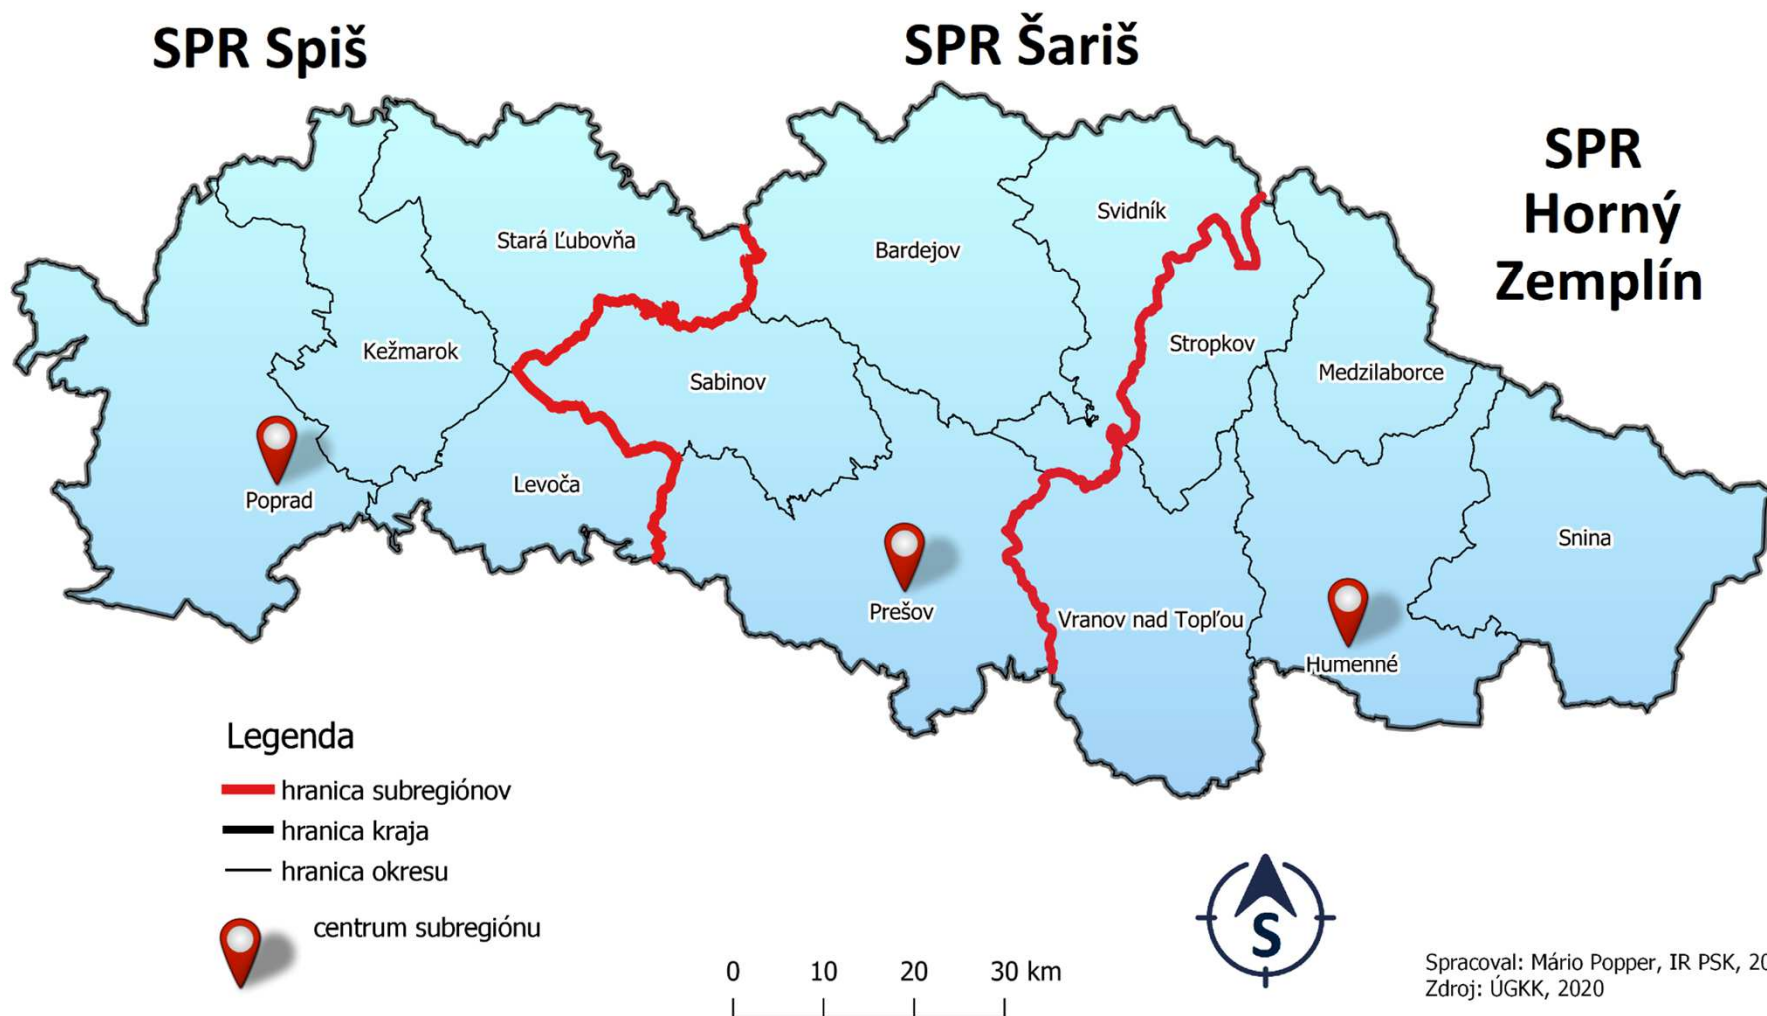 SPR Spiš
SPR Šariš
SPR
Horný
Zemplín
Svidník
Stará Ľubovňa
Bardejov
Kežmarok
Stropkov
Sabinov
Medzilaborce
Levoča
Poprad
Snina
Prešov
Vranov nad Topľou
Humenné
Legenda
hranica subregiónov
hranica kraja
hranica okresu
centrum subregiónu
S
0 10 20 30 km
Spracoval: Mário Popper, IR PSK, 20
Zdroj: ÚGKK, 2020